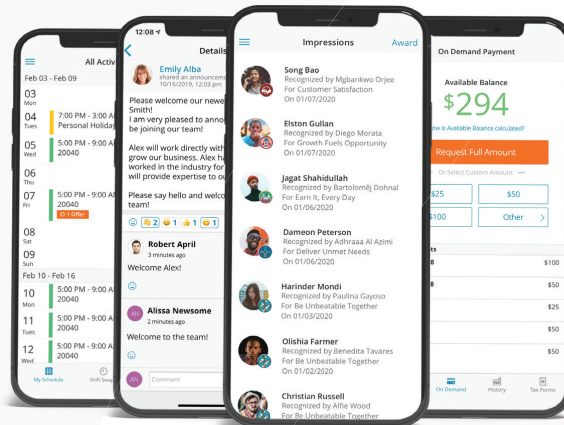 All Activ
Feb 03 - Feb 09
03
Mon
04
Tues
7:00 PM - 3:00 A
Personal Holiday
05
Wed
5:00 PM - 9:00 A
20040
06
Thu
07
Fri
5:00 PM - 9:00 A
20040
1 Offer
08
Sat
09
Sun
Feb 10 - Feb 16
10
Mon
5:00 PM - 9:00 A
20040
11
Tues
5:00 PM - 9:00 A
20040
12
Wed
5:00 PM - 9:00 A
20040
My Schedule
Shift Swap
12:08
Details
Emily Alba
shared an announceme
10/16/2019, 12:03 pm
Please welcome our newe
Smith!
I am very pleased to anno
be joining our team!
Alex will work directly with
grow our business. Alex ha
worked in the industry for
will provide expertise to ou
Please say hello and welco
team!
2
1
1
1
Robert April
3 minutes ago
Welcome Alex!
AN
Alissa Newsome
2 minutes ago
Welcome to the team!
AN
Comment
Impressions
Award
Song Bao
Recognized by Mgbankwo Orjee
For Customer Satisfaction
On 01/07/2020
Elston Gullan
Recognized by Diego Morata
For Growth Fuels Opportunity
On 01/07/2020
Jagat Shahidullah
Recognized by Bartoloměj Dohnal
For Earn It, Every Day
On 01/06/2020
Dameon Peterson
Recognized by Adhraaa Al Azimi
For Deliver Unmet Needs
On 01/06/2020
Harinder Mondi
Recognized by Paulina Gayoso
For Be Unbeatable Together
On 01/03/2020
Olishia Farmer
Recognized by Benedita Tavares
For Be Unbeatable Together
On 01/02/2020
Christian Russell
Recognized by Alfie Wood
For Be Unbeatable Together
On Demand Payment
Available Balance
$294
ow is Available Balance calculated?
Request Full Amount
Or Select Custom Amount
$25
$50
$100
Other
ts
8
$100
8
$50
$25
$50
$50
On Demand
History
Tax Forms